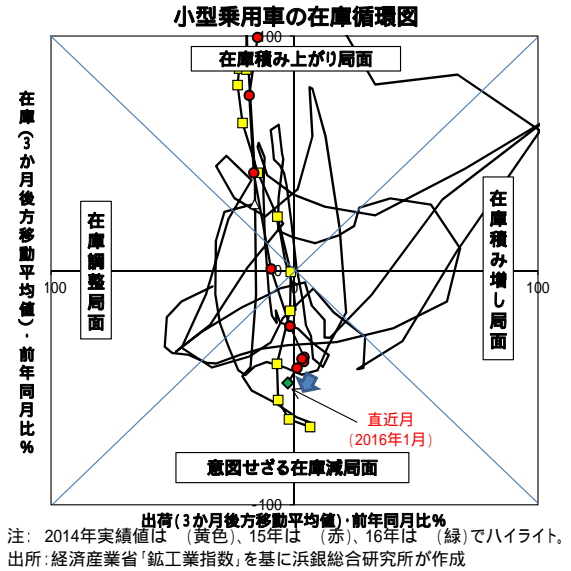 小型乗用車の在庫循環図
100
在庫積み上がり局面
在庫(3か月後方移動平均値)・前年同月比%
在庫調整局面
在庫積み増し局面
100
0
100
直近月
(2016年1月)
意図せざる在庫減局面
-100
出荷(3か月後方移動平均値)・前年同月比%
注: 2014年実績値は (黄色)、15年は (赤)、16年は (緑)でハイライト。
出所:経済産業省「鉱工業指数」を基に浜銀総合研究所が作成